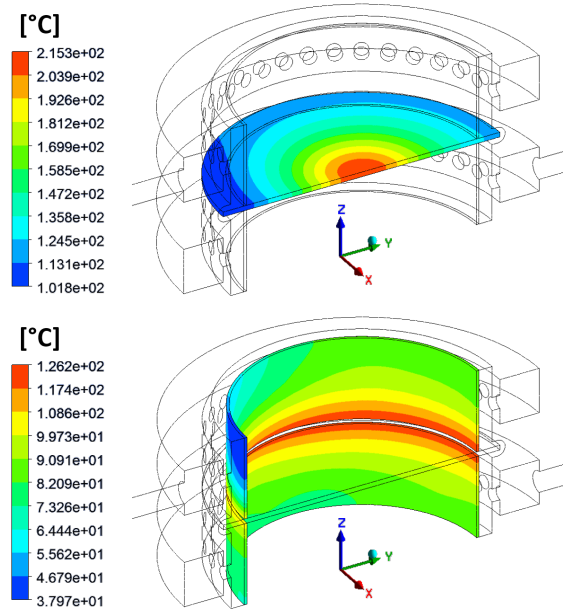 [°C]
2.153e+02
2.039e+02
1.926e+02
1.812e+02
1.699e+02
1.585e+02
1.472e+02
1.358e+02
1.245e+02
1.131e+02
1.018e+02
Z
Y
X
[°C]
1.262e+02
1.174e+02
1.086e+02
9.973e+01
9.091e+01
8.209e+01
7.326e+01
6.444e+01
5.562e+01
4.679e+01
3.797e+01
Z
Y
X